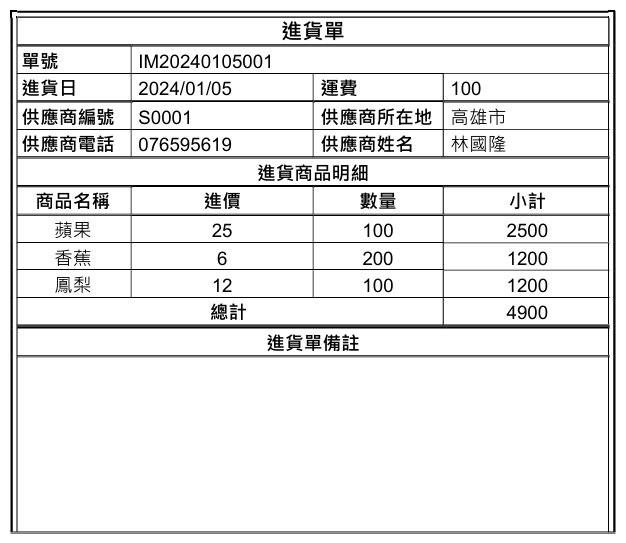 進貨單
單號 IM20240105001
進貨日 2024/01/05 運費 100
供應商編號 S0001 供應商所在地 高雄市
供應商電話 076595619 供應商姓名 林國隆
進貨商品明細
商品名稱 進價 數量 小計
蘋果 25 100 2500
香蕉 6 200 1200
鳳梨 12 100 1200
總計 4900
進貨單備註